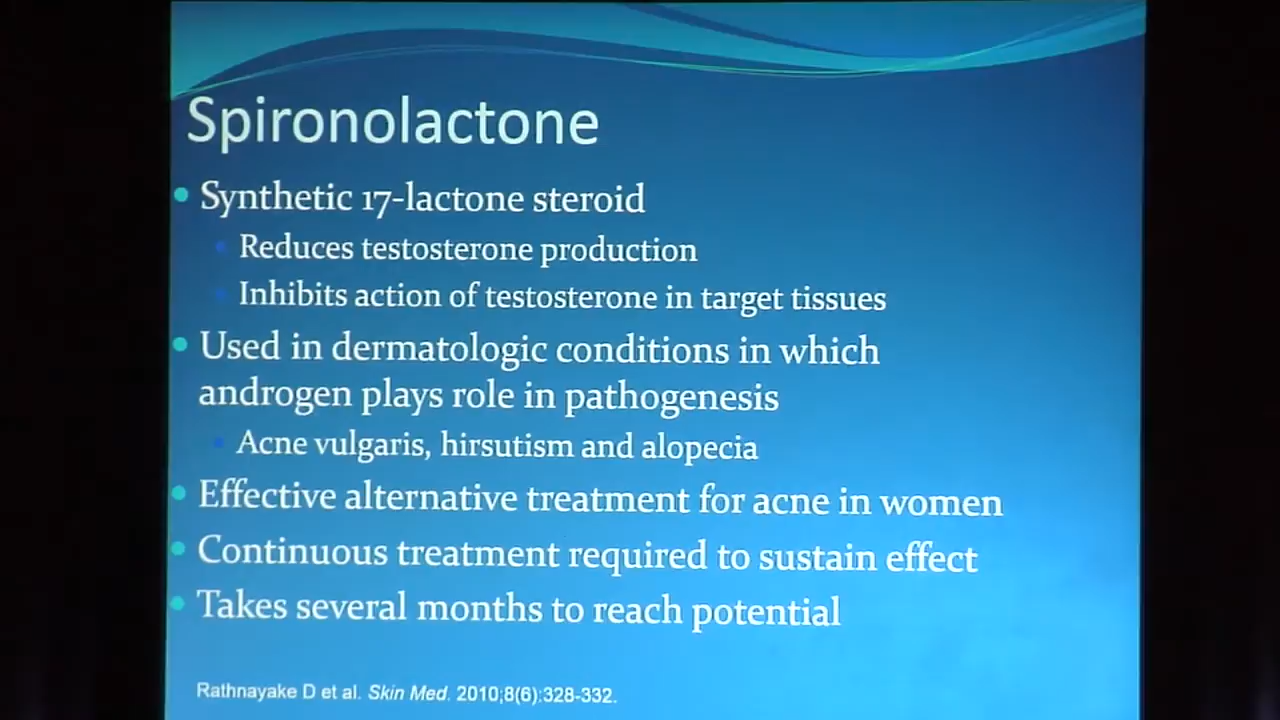 Spironolactone
Synthetic 17-lactone steroid
Reduces testosterone production
Inhibits action of testosterone in target tissues
Used in dermatologic conditions in which
androgen plays role in pathogenesis
Acne vulgaris, hirsutism and alopecia
Effective alternative treatment for acne in women
Continuous treatment required to sustain effect
Takes several months to reach potential
Rathnayake D et al. Skin Med. 2010;8(6):328-332.